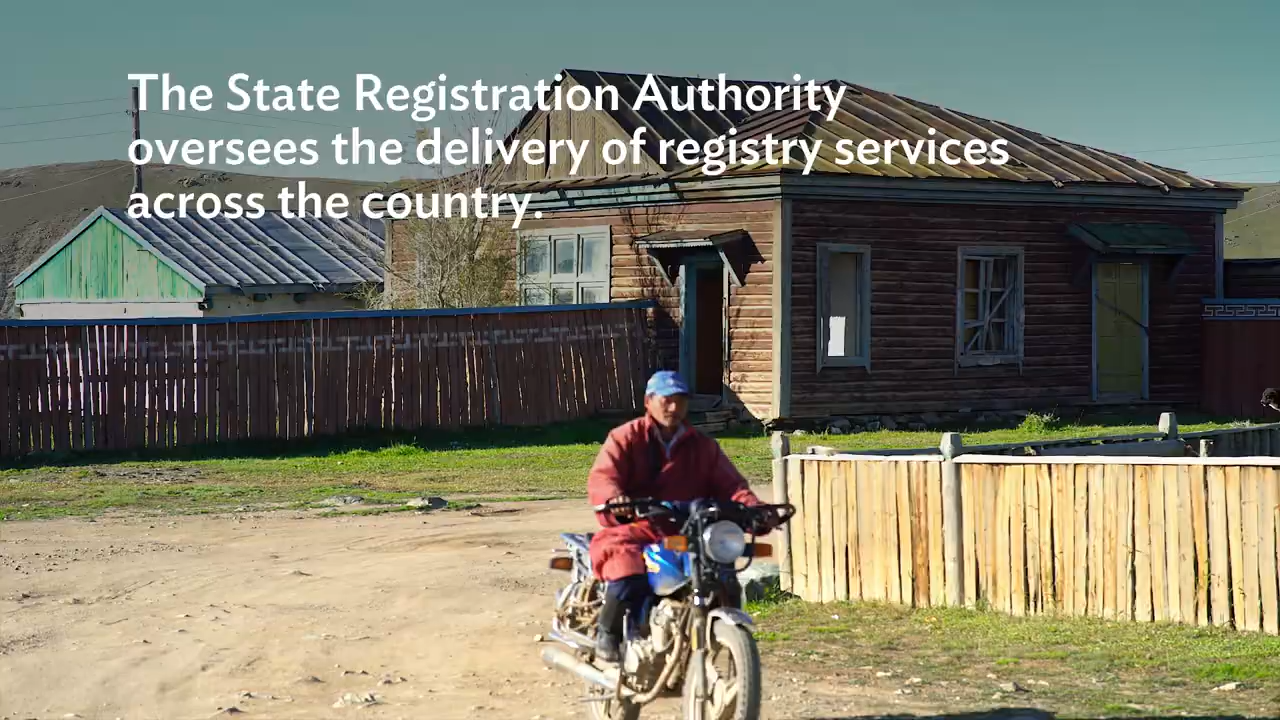 The State Registration Authority
oversees the delivery of registry services
across the country.